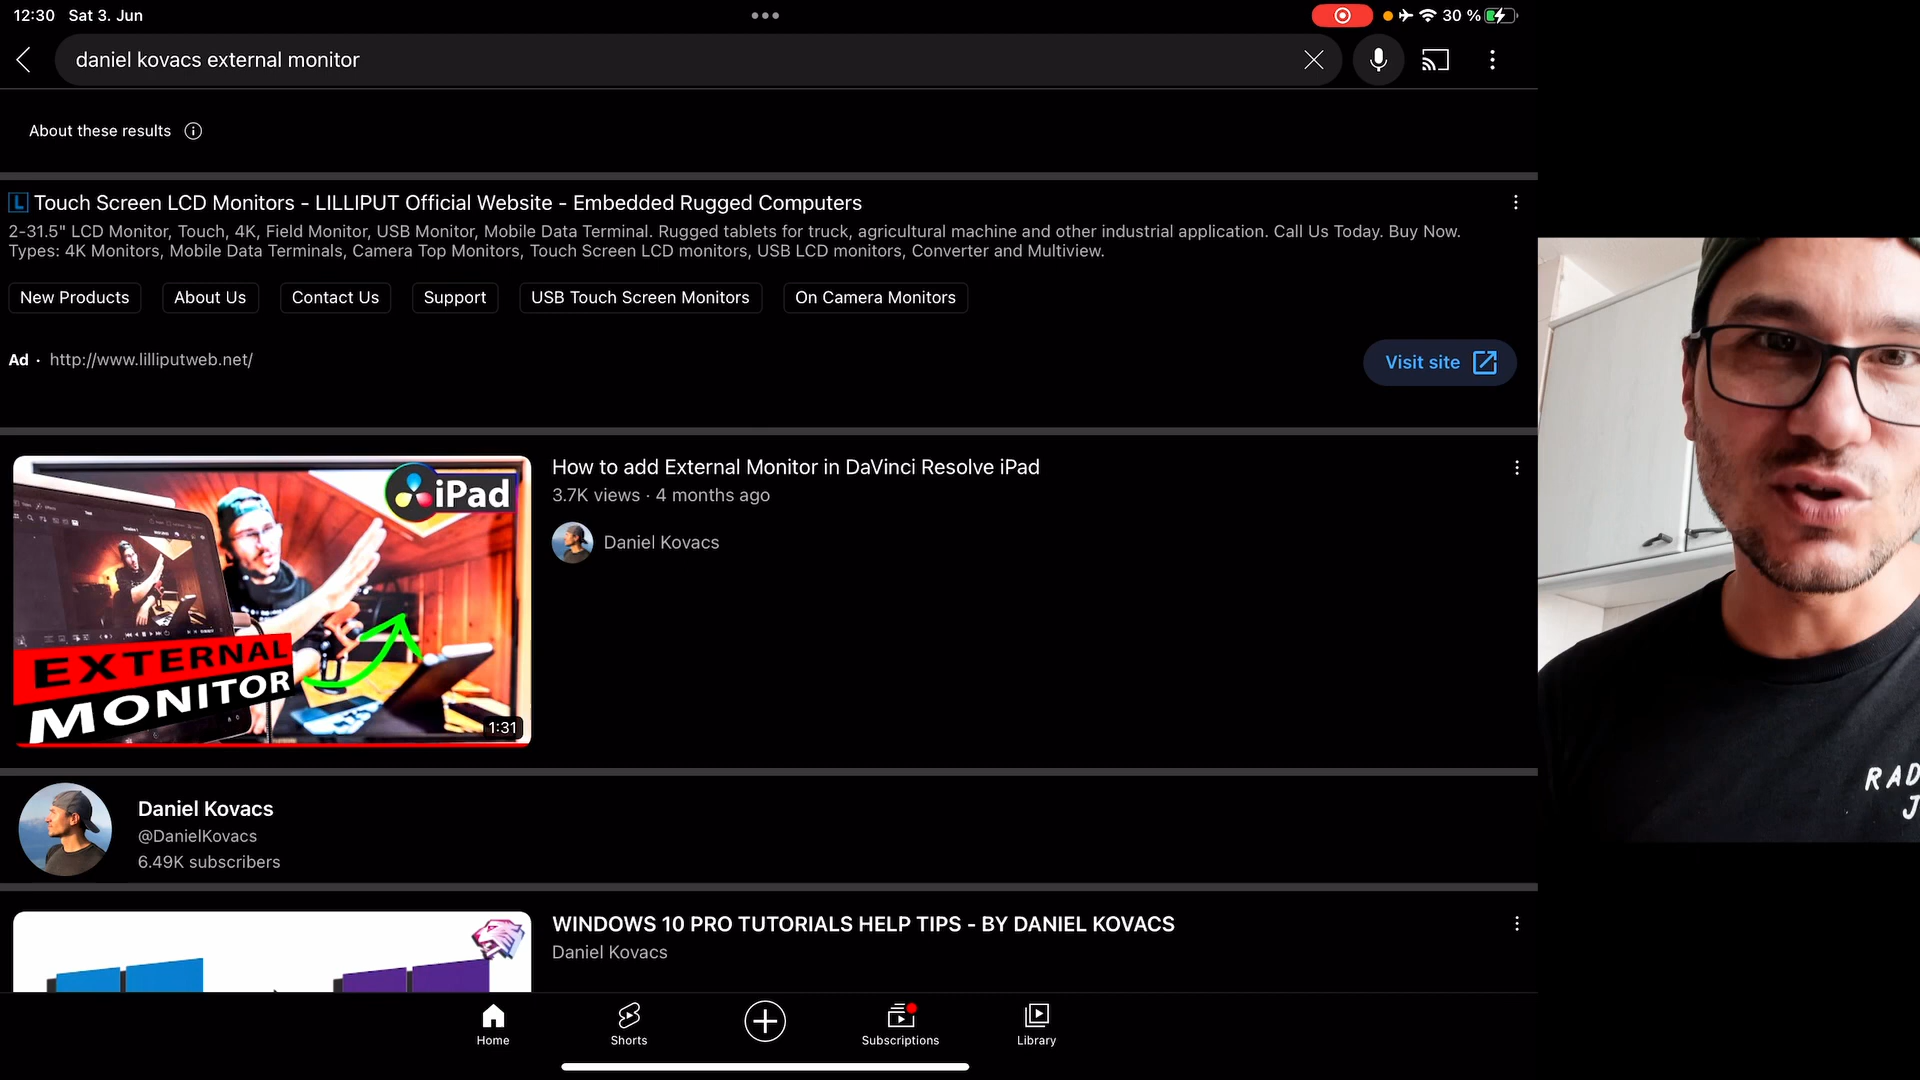 12:30 Sat 3. Jun
30 %
daniel kovacs external monitor
About these results
L Touch Screen LCD Monitors - LILLIPUT Official Website - Embedded Rugged Computers
2-31.5" LCD Monitor, Touch, 4K, Field Monitor, USB Monitor, Mobile Data Terminal. Rugged tablets for truck, agricultural machine and other industrial application. Call Us Today. Buy Now.
Types: 4K Monitors, Mobile Data Terminals, Camera Top Monitors, Touch Screen LCD monitors, USB LCD monitors, Converter and Multiview.
New Products About Us Contact Us Support USB Touch Screen Monitors On Camera Monitors
Ad · http://www.lilliputweb.net/
Visit site
iPad
EXTERNAL
MONITOR
1:31
How to add External Monitor in DaVinci Resolve iPad
3.7K views · 4 months ago
Daniel Kovacs
Daniel Kovacs
@DanielKovacs
6.49K subscribers
WINDOWS 10 PRO TUTORIALS HELP TIPS - BY DANIEL KOVACS
Daniel Kovacs
Home Shorts Subscriptions Library
RAD
J